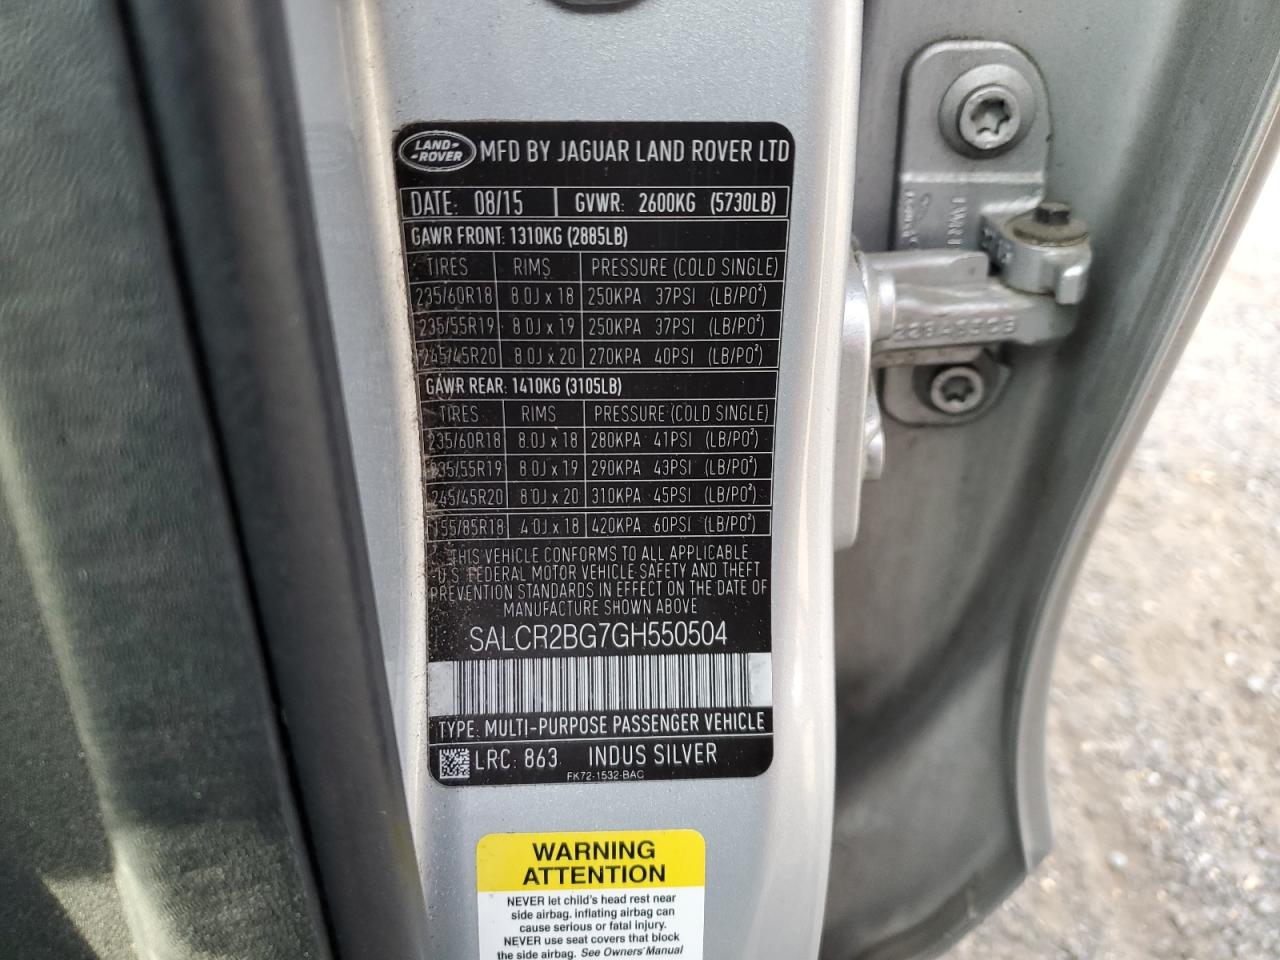 LAND-
-ROVER
MFD BY JAGUAR LAND ROVER LTD
DATE: 08/15 GVWR: 2600KG (5730LB)
GAWR FRONT: 1310KG (2885LB)
TIRES RIMS PRESSURE (COLD SINGLE)
235/60R18 8.0J x 18 250KPA 37PSI (LB/PO²)
235/55R19 8.0J x 19 250KPA 37PSI (LB/PO²)
245/45R20 8.0J x 20 270KPA 40PSI (LB/PO²)
GAWR REAR: 1410KG (3105LB)
TIRES RIMS PRESSURE (COLD SINGLE)
235/60R18 8.0J x 18 280KPA 41PSI (LB/PO²)
235/55R19 8.0J x 19 290KPA 43PSI (LB/PO²)
245/45R20 8.0J x 20 310KPA 45PSI (LB/PO²)
155/85R18 4.0J x 18 420KPA 60PSI (LB/PO²)
THIS VEHICLE CONFORMS TO ALL APPLICABLE
U.S. FEDERAL MOTOR VEHICLE SAFETY AND THEFT
PREVENTION STANDARDS IN EFFECT ON THE DATE OF
MANUFACTURE SHOWN ABOVE
SALCR2BG7GH550504
TYPE: MULTI-PURPOSE PASSENGER VEHICLE
LRC: 863 INDUS SILVER
FK72-1532-BAC
WARNING
ATTENTION
NEVER let child's head rest near
side airbag. inflating airbag can
cause serious or fatal injury.
NEVER use seat covers that block
the side airbag. See Owners' Manual